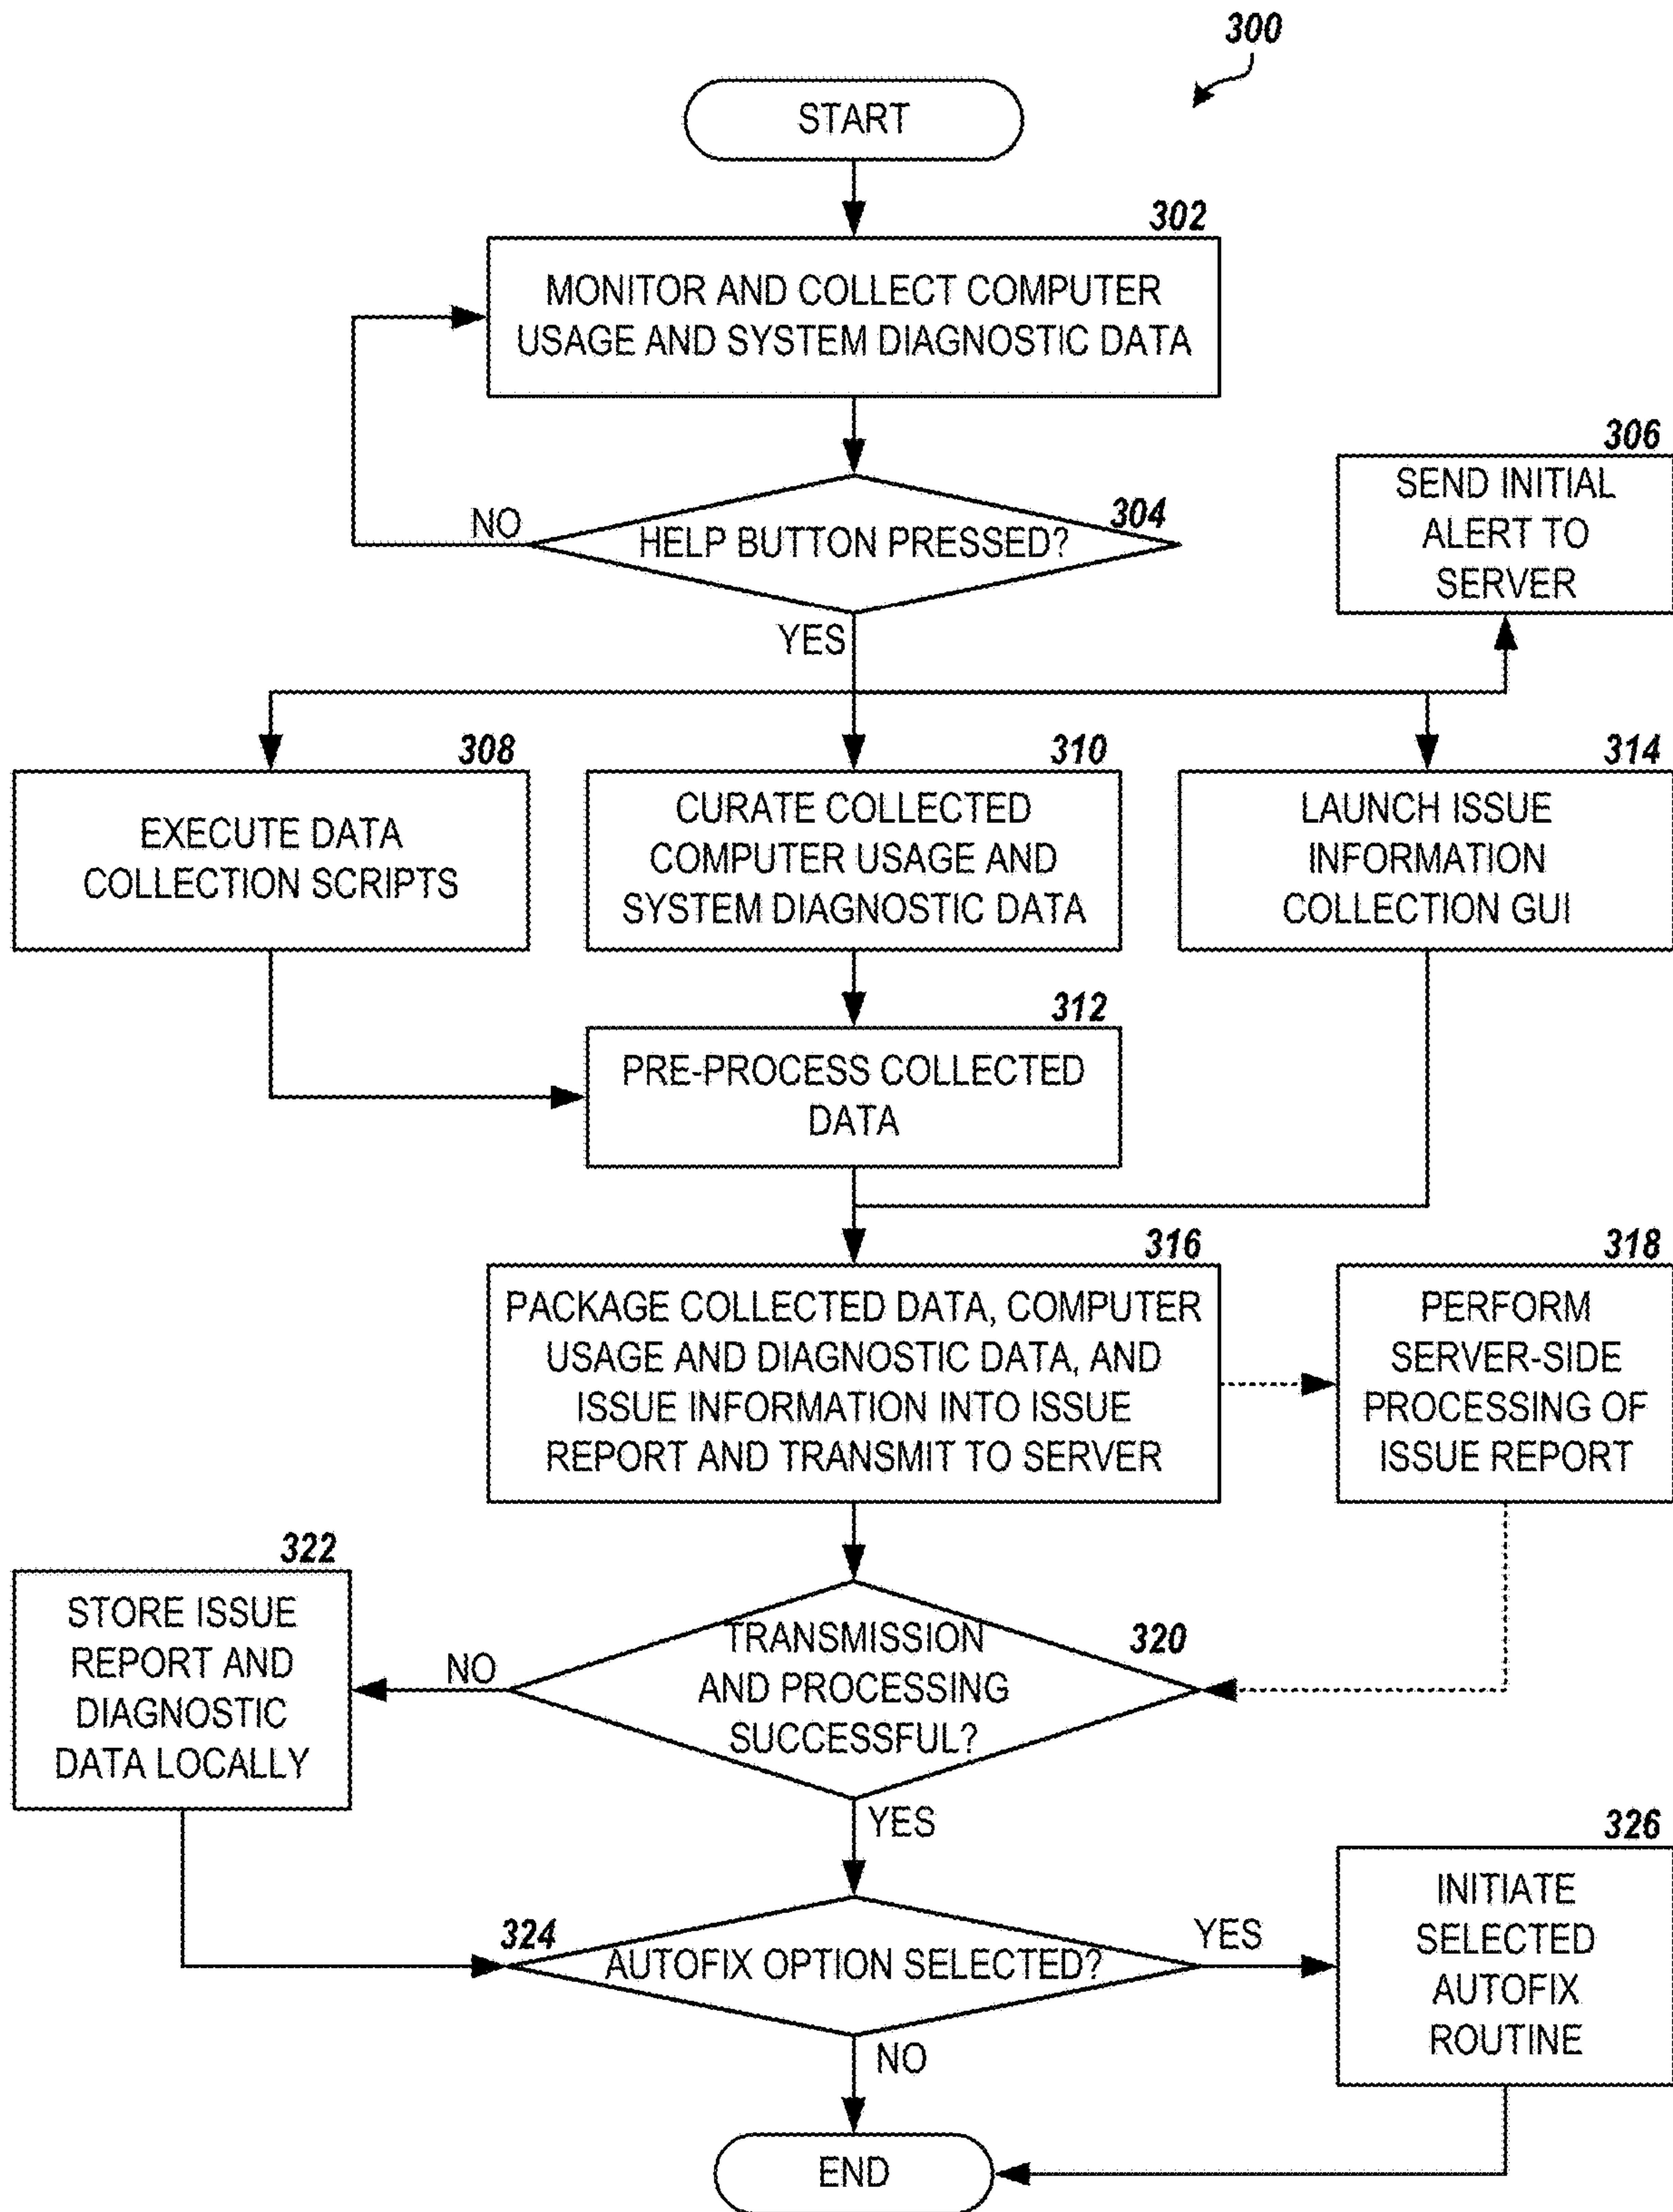 300
START
302
MONITOR AND COLLECT COMPUTER
USAGE AND SYSTEM DIAGNOSTIC DATA
306
SEND INITIAL
ALERT TO
SERVER
304
NO
HELP BUTTON PRESSED?
YES
308
EXECUTE DATA
COLLECTION SCRIPTS
310
CURATE COLLECTED
COMPUTER USAGE AND
SYSTEM DIAGNOSTIC DATA
314
LAUNCH ISSUE
INFORMATION
COLLECTION GUI
312
PRE-PROCESS COLLECTED
DATA
316
PACKAGE COLLECTED DATA, COMPUTER
USAGE AND DIAGNOSTIC DATA, AND
ISSUE INFORMATION INTO ISSUE
REPORT AND TRANSMIT TO SERVER
318
PERFORM
SERVER-SIDE
PROCESSING OF
ISSUE REPORT
322
STORE ISSUE
REPORT AND
DIAGNOSTIC
DATA LOCALLY
NO
TRANSMISSION
AND PROCESSING
SUCCESSFUL?
320
YES
324
AUTOFIX OPTION SELECTED?
YES
326
INITIATE
SELECTED
AUTOFIX
ROUTINE
NO
END